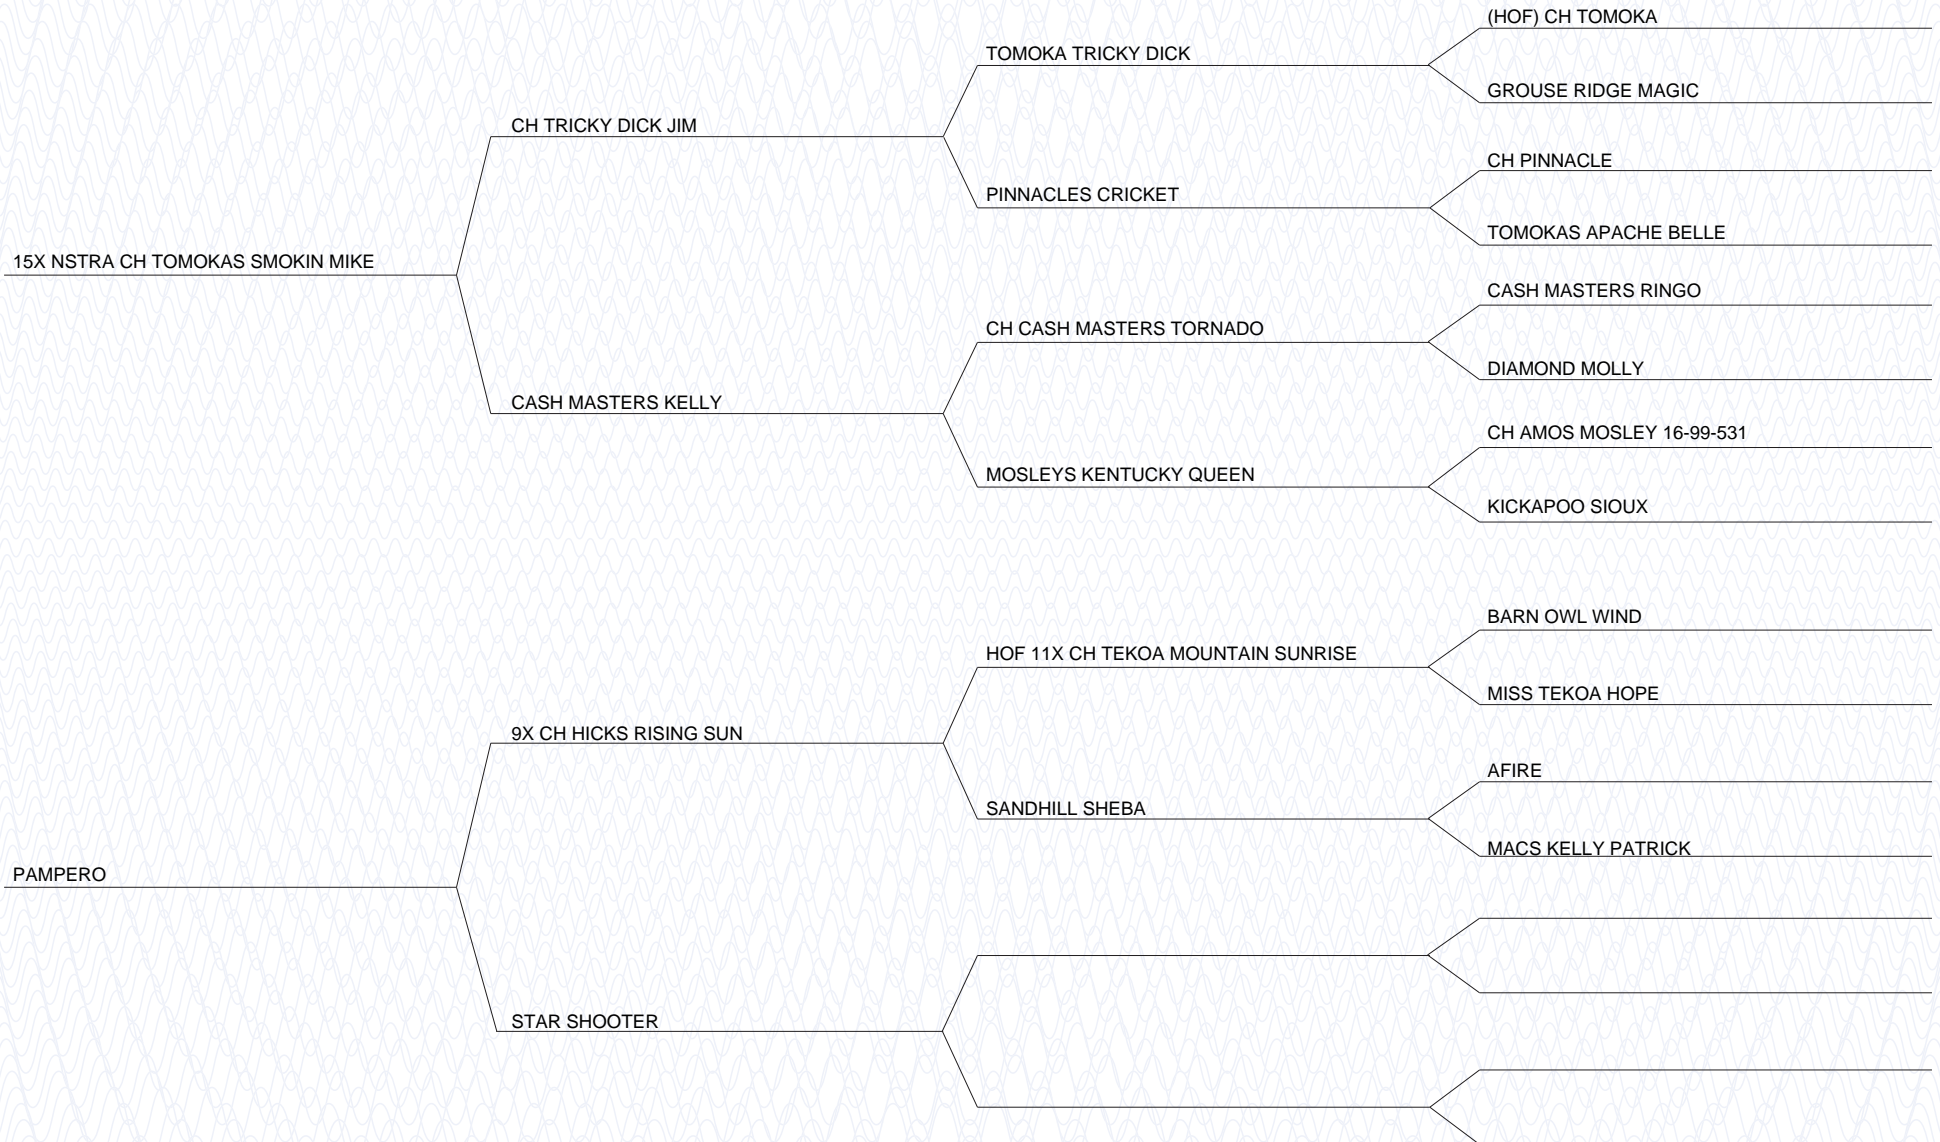 (HOF) CH TOMOKA
TOMOKA TRICKY DICK
GROUSE RIDGE MAGIC
CH TRICKY DICK JIM
CH PINNACLE
PINNACLES CRICKET
TOMOKAS APACHE BELLE
15X NSTRA CH TOMOKAS SMOKIN MIKE
CASH MASTERS RINGO
CH CASH MASTERS TORNADO
DIAMOND MOLLY
CASH MASTERS KELLY
CH AMOS MOSLEY 16-99-531
MOSLEYS KENTUCKY QUEEN
KICKAPOO SIOUX
BARN OWL WIND
HOF 11X CH TEKOA MOUNTAIN SUNRISE
MISS TEKOA HOPE
9X CH HICKS RISING SUN
AFIRE
SANDHILL SHEBA
MACS KELLY PATRICK
PAMPERO
STAR SHOOTER